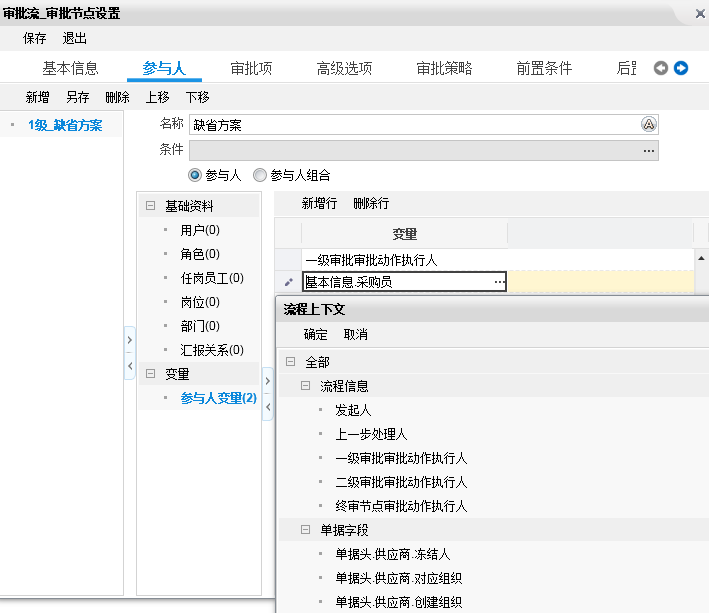 审批流_审批节点设置
保存 退出
基本信息 参与人 审批项 高级选项 审批策略 前置条件 后置
新增 另存 删除 上移 下移
1级_缺省方案
名称 缺省方案
条件
参与人 参与人组合
基础资料
用户(0)
角色(0)
任岗员工(0)
岗位(0)
部门(0)
汇报关系(0)
变量
参与人变量(2)
新增行 删除行
变量
一级审批审批动作执行人
基本信息.采购员
流程上下文
确定 取消
全部
流程信息
发起人
上一步处理人
一级审批审批动作执行人
二级审批审批动作执行人
终审节点审批动作执行人
单据字段
单据头.供应商.冻结人
单据头.供应商.对应组织
单据头.供应商.创建组织